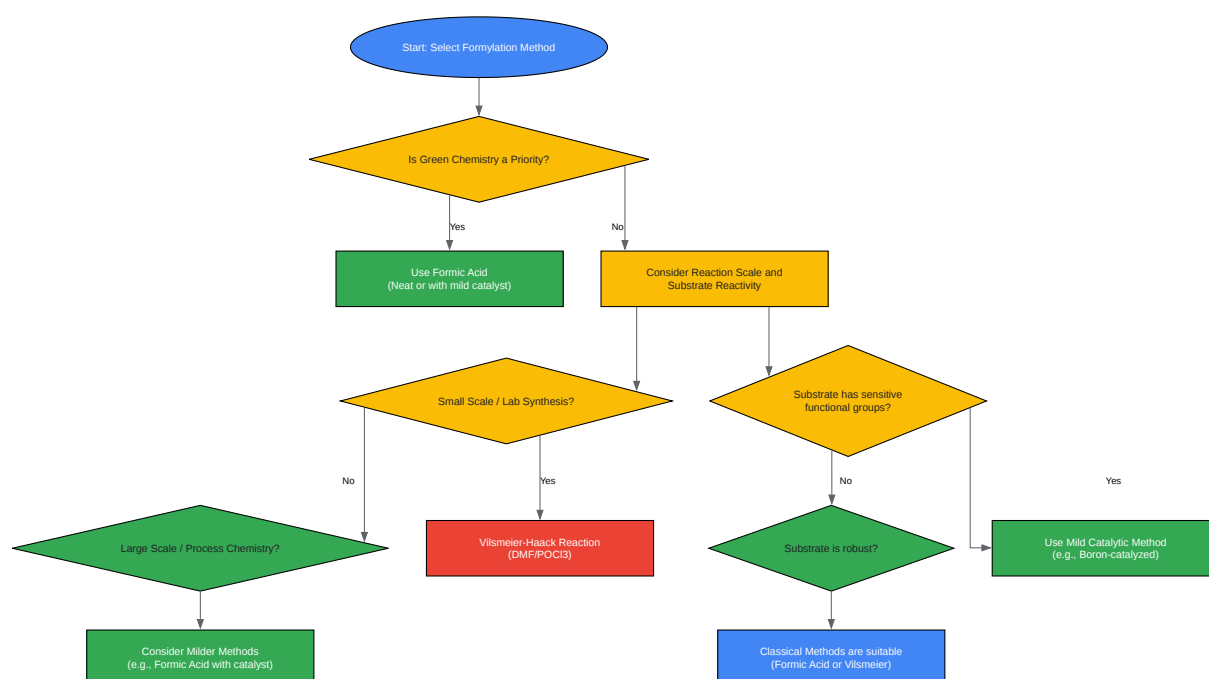 Start: Select Formylation Method
Is Green Chemistry a Priority?
Yes
No
Use Formic Acid
(Neat or with mild catalyst)
Consider Reaction Scale and
Substrate Reactivity
Small Scale / Lab Synthesis?
Substrate has sensitive
functional groups?
No
Yes
No
Yes
Large Scale / Process Chemistry?
Vilsmeier-Haack Reaction
(DMF/POCl3)
Substrate is robust?
Use Mild Catalytic Method
(e.g., Boron-catalyzed)
Consider Milder Methods
(e.g., Formic Acid with catalyst)
Classical Methods are suitable
(Formic Acid or Vilsmeier)